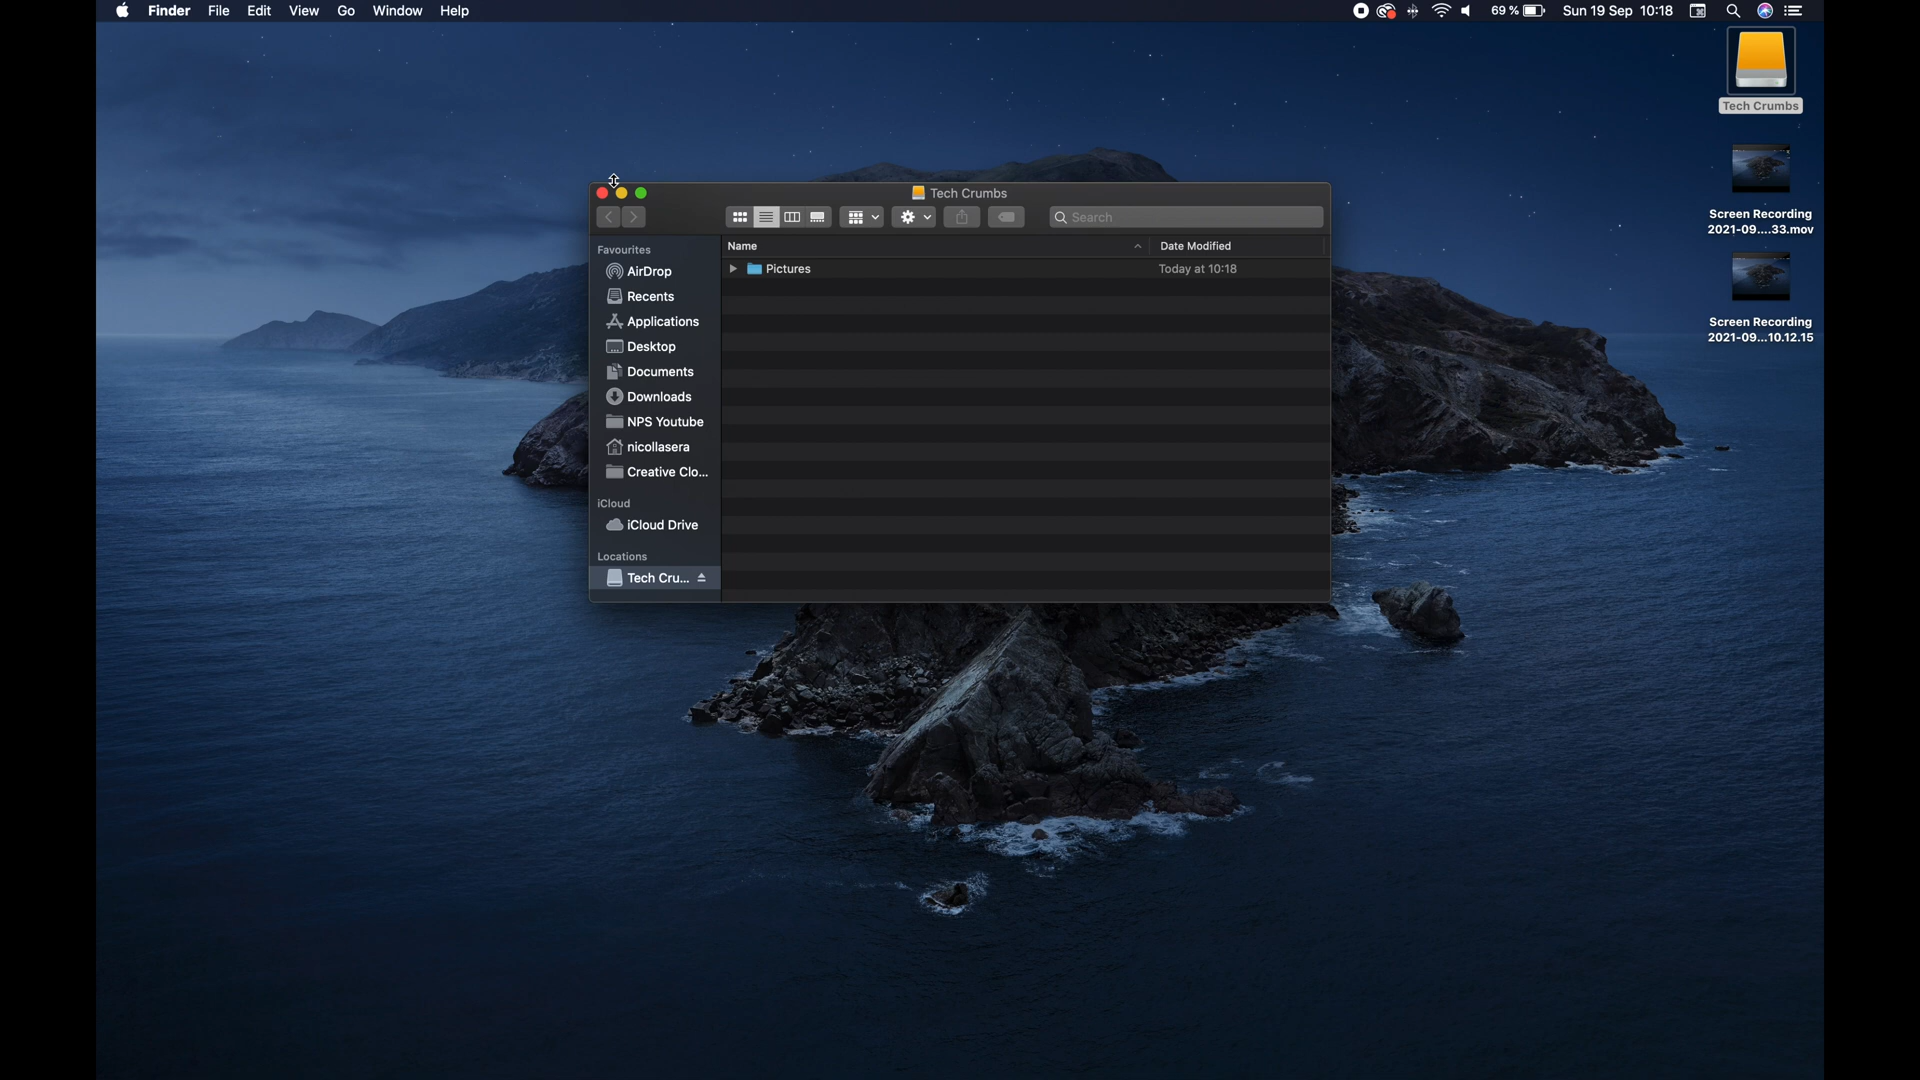 Finder File Edit View Go Window Help 69 % Sun 19 Sep 10:18
Tech Crumbs
Screen Recording
2021-09....33.mov
Screen Recording
2021-09...10.12.15
Tech Crumbs
Search
Favourites
AirDrop
Recents
Applications
Desktop
Documents
Downloads
NPS Youtube
nicollasera
Creative Clo...
iCloud
iCloud Drive
Locations
Tech Cru...
Name Date Modified
Pictures Today at 10:18